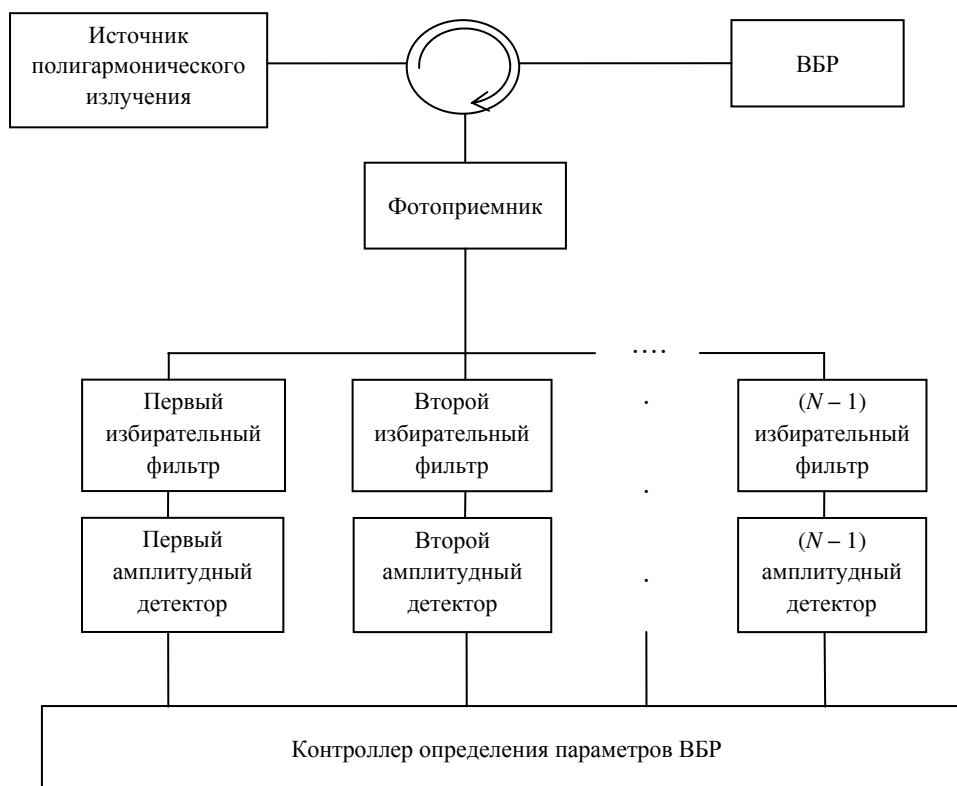 Источник
полигармонического
излучения
ВБР
Фотоприемник
....
Первый
избирательный
фильтр
Второй
избирательный
фильтр
.
(N – 1)
избирательный
фильтр
.
Первый
амплитудный
детектор
Второй
амплитудный
детектор
.
(N – 1)
амплитудный
детектор
Контроллер определения параметров ВБР